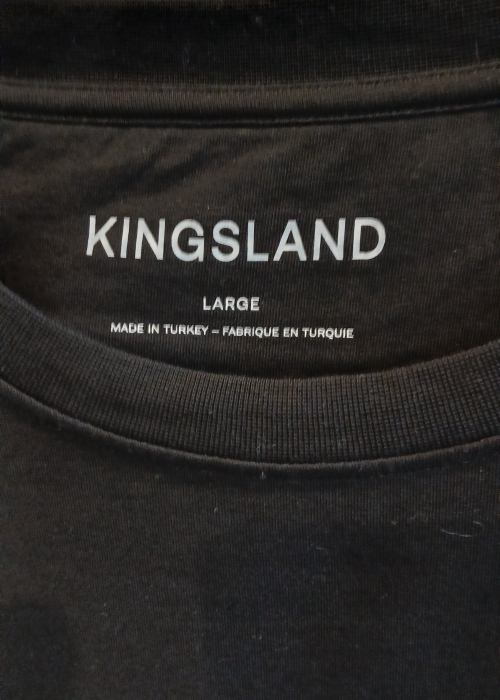 KINGSLAND
LARGE
MADE IN TURKEY – FABRIQUE EN TURQUIE